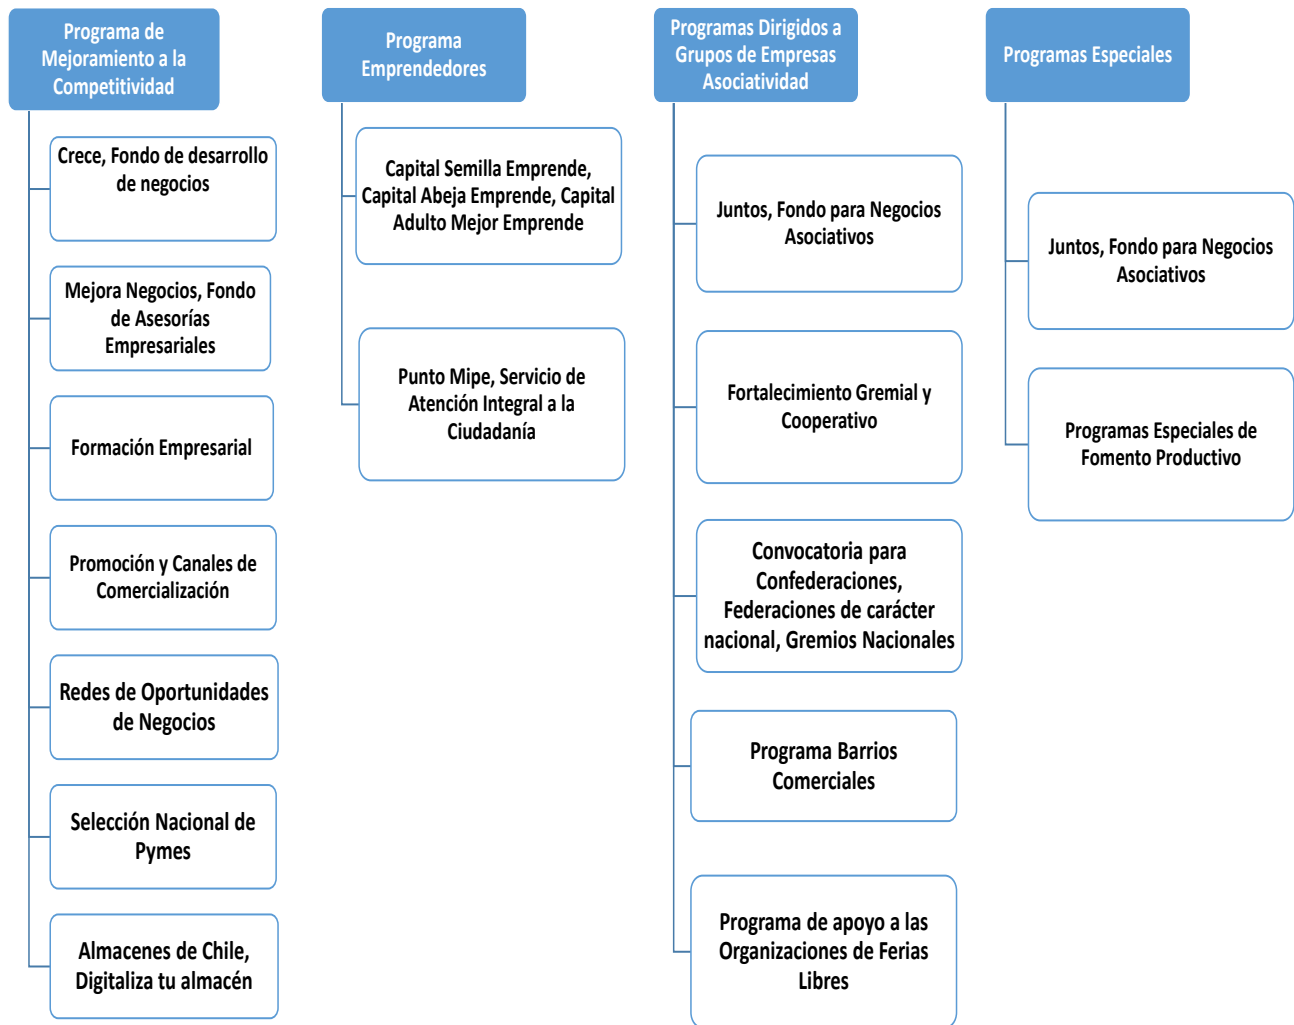 Programa de
Mejoramiento a la
Competitividad
Crece, Fondo de desarrollo
de negocios
Mejora Negocios, Fondo
de Asesorías
Empresariales
Formación Empresarial
Promoción y Canales de
Comercialización
Redes de Oportunidades
de Negocios
Selección Nacional de
Pymes
Almacenes de Chile,
Digitaliza tu almacén
Programa
Emprendedores
Capital Semilla Emprende,
Capital Abeja Emprende, Capital
Adulto Mejor Emprende
Punto Mipe, Servicio de
Atención Integral a la
Ciudadanía
Programas Dirigidos a
Grupos de Empresas
Asociatividad
Juntos, Fondo para Negocios
Asociativos
Fortalecimiento Gremial y
Cooperativo
Convocatoria para
Confederaciones,
Federaciones de carácter
nacional, Gremios Nacionales
Programa Barrios
Comerciales
Programa de apoyo a las
Organizaciones de Ferias
Libres
Programas Especiales
Juntos, Fondo para Negocios
Asociativos
Programas Especiales de
Fomento Productivo